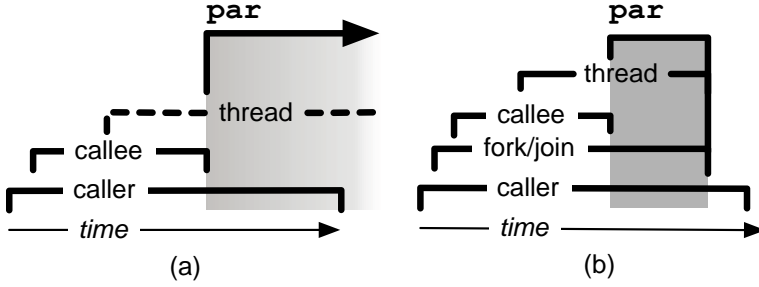 par
thread
callee
caller
time
(a)
par
thread
callee
fork/join
caller
time
(b)